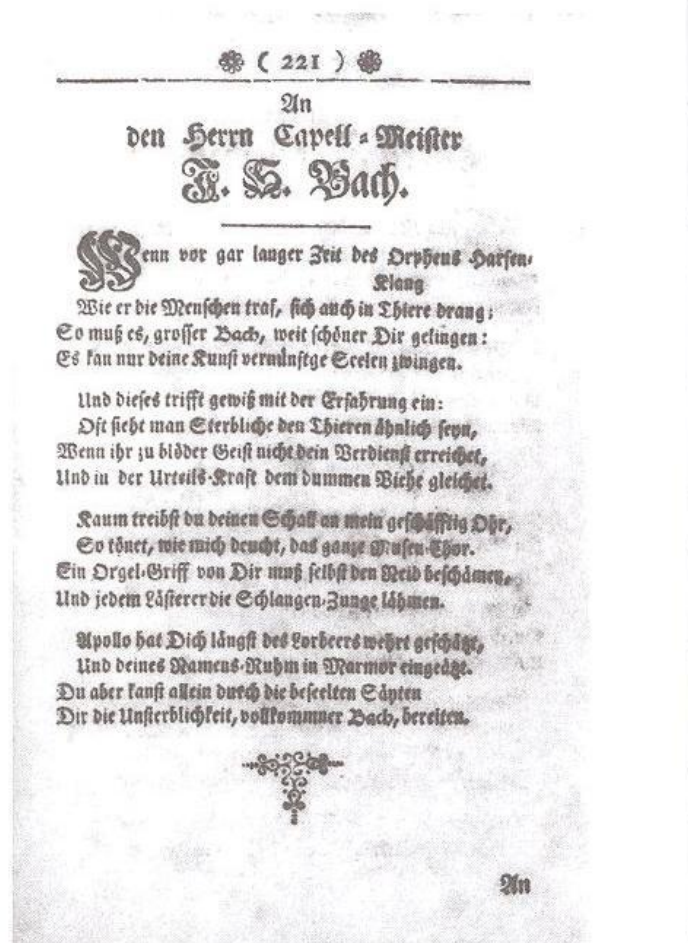 ( 221 )
An
den Herrn Capell-Meister
J. S. Bach.
Wenn vor gar langer Zeit des Orpheus Harfen-
Klang
Wie er die Menschen traf, sich auch in Thiere drang;
So muß es, grosser Bach, weit schöner Dir gelingen:
Es kan nur deine Kunst vernünftge Seelen zwingen.
Und dieses trifft gewiß mit der Erfahrung ein:
Oft sieht man Sterbliche den Thieren ähnlich seyn,
Wenn ihr zu blöder Geist nicht dein Verdienst erreichet,
Und in der Urteils-Kraft dem dummen Viehe gleichet.
Kaum treibst du deinen Schall an mein geschäfftig Ohr,
So tönet, wie mich deucht, das ganze Musen-Chor.
Ein Orgel-Griff von Dir muß selbst den Neid beschämen,
Und jedem Lästerer die Schlangen-Zunge lähmen.
Apollo hat Dich längst des Lorbeers wehrt geschätzt,
Und deines Namens-Ruhm in Marmor eingeätzt.
Du aber kanst allein durch die beseelten Säyten
Dir die Unsterblichkeit, vollkommner Bach, bereiten.
An